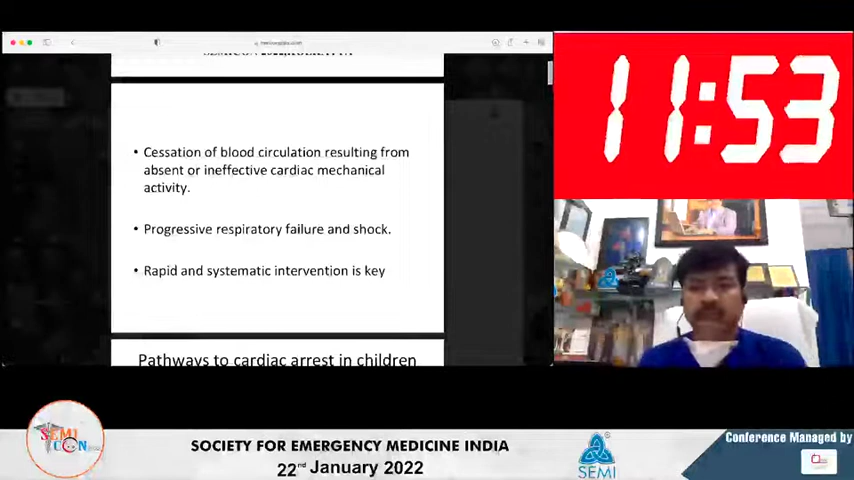 • Cessation of blood circulation resulting from
absent or ineffective cardiac mechanical
activity.
• Progressive respiratory failure and shock.
• Rapid and systematic intervention is key
Pathways to cardiac arrest in children
11:53
SEMI
CON
SOCIETY FOR EMERGENCY MEDICINE INDIA
22nd January 2022
SEMI
Conference Managed by